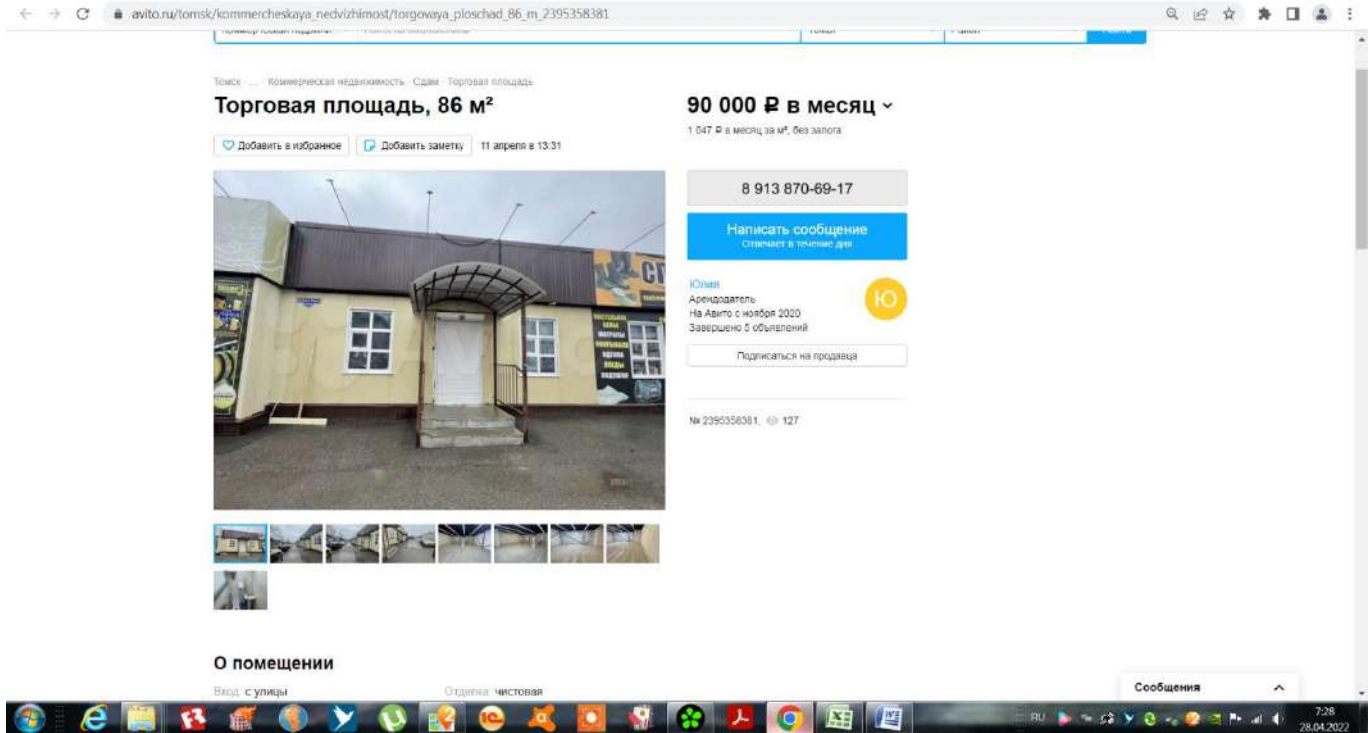 avito.ru/tomsk/kommercheskaya_nedvizhimost/torgovaya_ploschad_86_m_2395358381
Томск · ... · Коммерческая недвижимость · Сдам · Торговая площадь
Торговая площадь, 86 м²
90 000 ₽ в месяц
1 047 ₽ в месяц за м², без залога
Добавить в избранное
Добавить заметку
11 апреля в 13:31
8 913 870-69-17
Написать сообщение
Отвечает в течение дня
Юлия
Ю
Арендодатель
На Авито с ноября 2020
Завершено 5 объявлений
Подписаться на продавца
№ 2395358381, 127
О помещении
Вход: с улицы
Отделка: чистовая
Сообщения
RU
7:28
28.04.2022